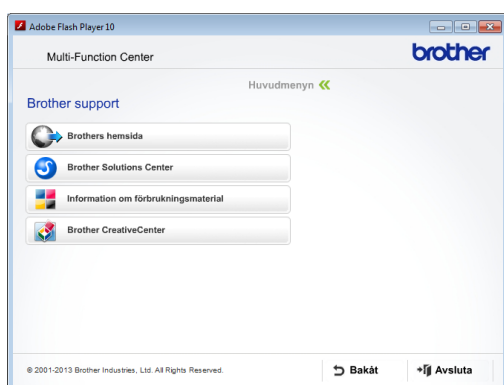 Adobe Flash Player 10
Multi-Function Center
brother
Huvudmenyn
Brother support
Brothers hemsida
Brother Solutions Center
Information om förbrukningsmaterial
Brother CreativeCenter
© 2001-2013 Brother Industries, Ltd. All Rights Reserved.
Bakåt
Avsluta